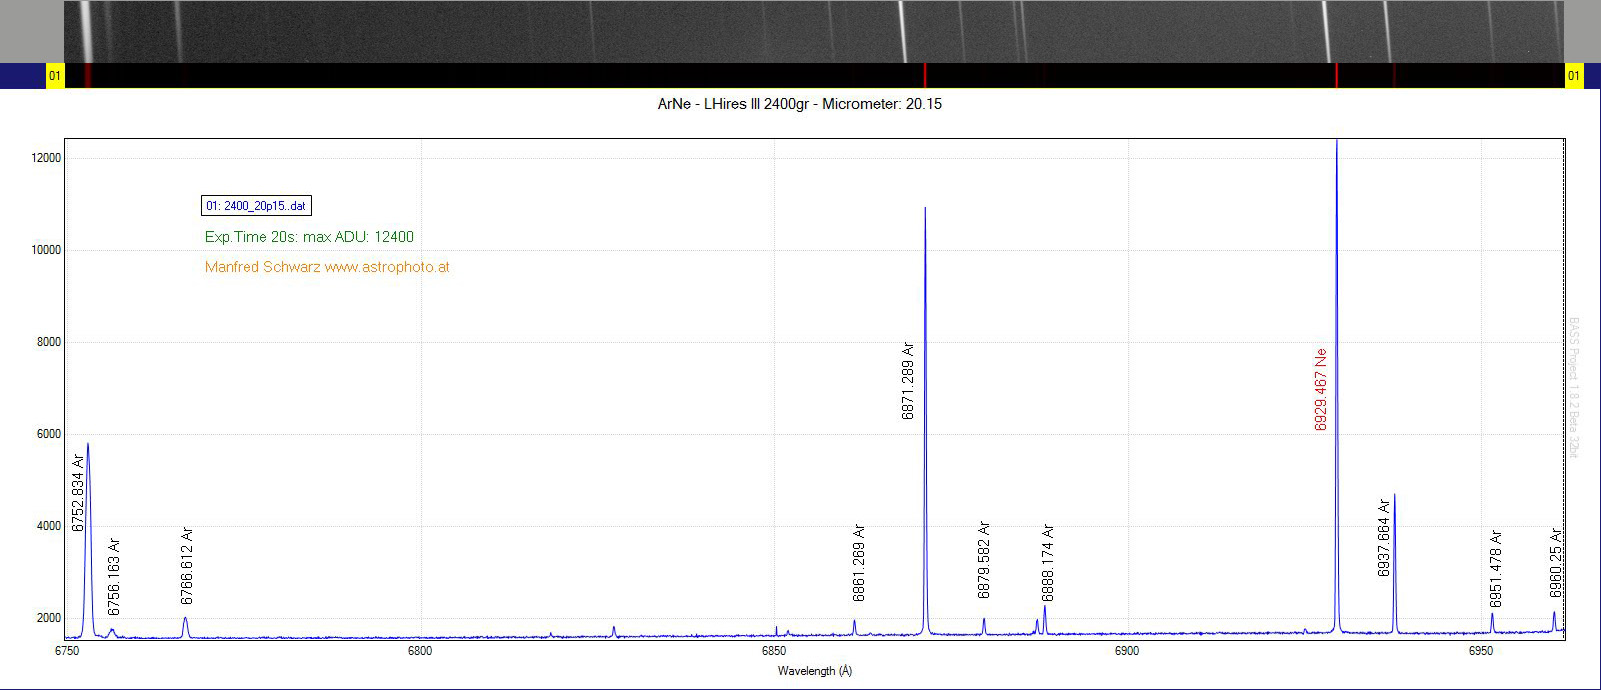 01
01
ArNe - LHires III 2400gr - Micrometer: 20.15
12000
10000
8000
6000
4000
2000
01: 2400_20p15..dat
Exp.Time 20s: max ADU: 12400
Manfred Schwarz www.astrophoto.at
6752.834 Ar
6756.163 Ar
6766.612 Ar
6861.269 Ar
6871.289 Ar
6879.582 Ar
6888.174 Ar
6929.467 Ne
6937.664 Ar
6951.478 Ar
6960.25 Ar
BASS Project 1.8.2 Beta 32bit
6750
6800
6850
6900
6950
Wavelength (Å)